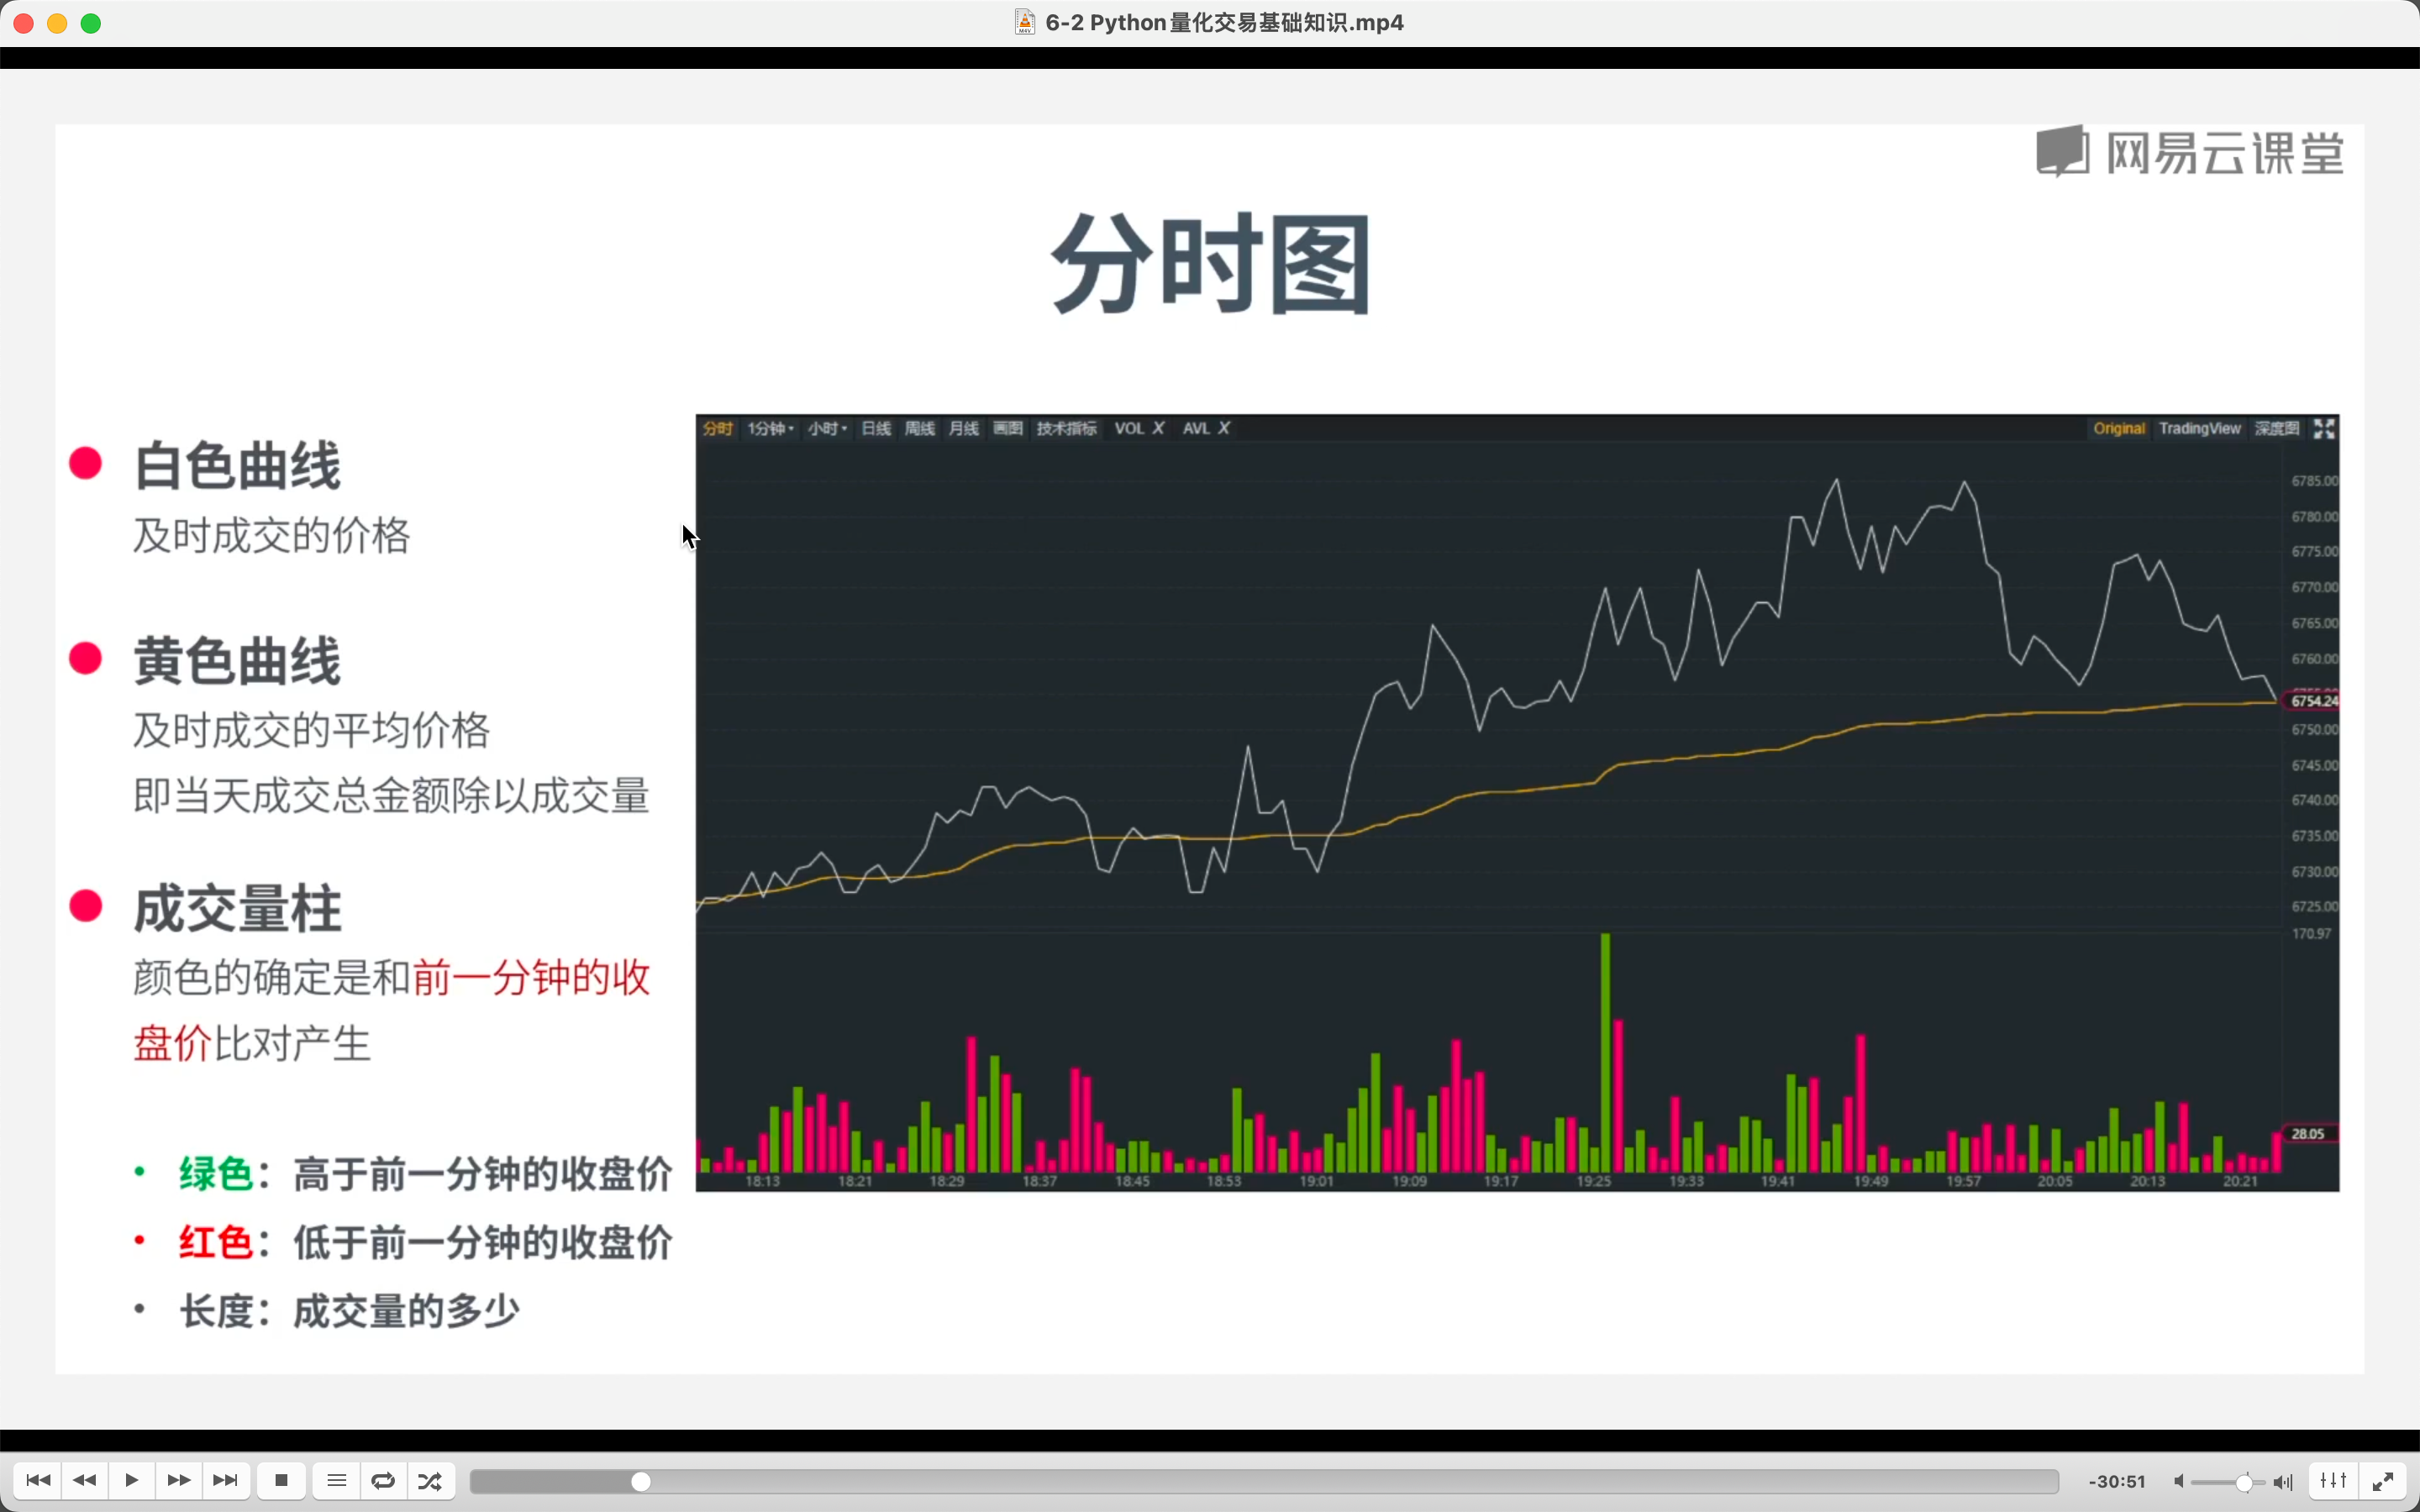 6-2 Python量化交易基础知识.mp4
网易云课堂
分时图
白色曲线
及时成交的价格
黄色曲线
及时成交的平均价格
即当天成交总金额除以成交量
成交量柱
颜色的确定是和前一分钟的收
盘价比对产生
• 绿色：高于前一分钟的收盘价
• 红色：低于前一分钟的收盘价
• 长度：成交量的多少
分时 1分钟 小时 日线 周线 月线 画图 技术指标 VOL X AVL X Original TradingView 深度图
6785.00
6780.00
6775.00
6770.00
6765.00
6760.00
6754.24
6750.00
6745.00
6740.00
6735.00
6730.00
6725.00
170.97
28.05
18:13 18:21 18:29 18:37 18:45 18:53 19:01 19:09 19:17 19:25 19:33 19:41 19:49 19:57 20:05 20:13 20:21
-30:51